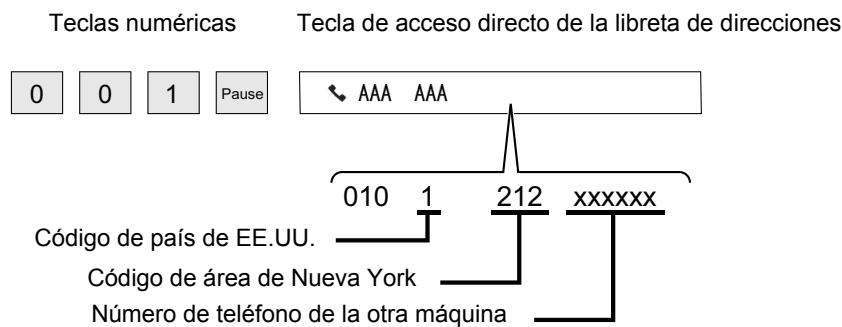 Teclas numéricas Tecla de acceso directo de la libreta de direcciones
0 0 1 Pause AAA AAA
010 1 212 xxxxxx
Código de país de EE.UU.
Código de área de Nueva York
Número de teléfono de la otra máquina